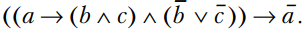 ((a → (b ∧ c) ∧ (b̄ ∨ c̄)) → ā.